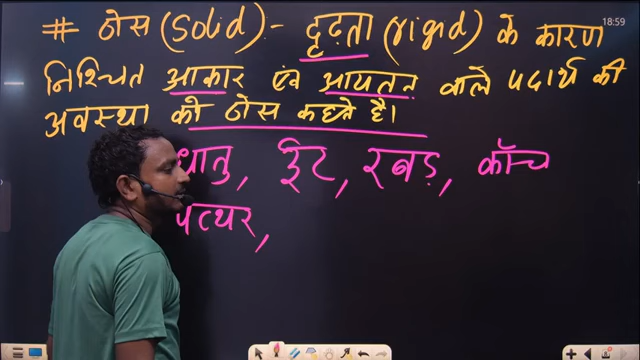 18:59
# ठोस (Solid) - दृढ़ता (rigid) के कारण
निश्चित आकार एवं आयतन वाले पदार्थ की
अवस्था को ठोस कहते है।
धातु, ईंट, रबड़, काँच
पत्थर,